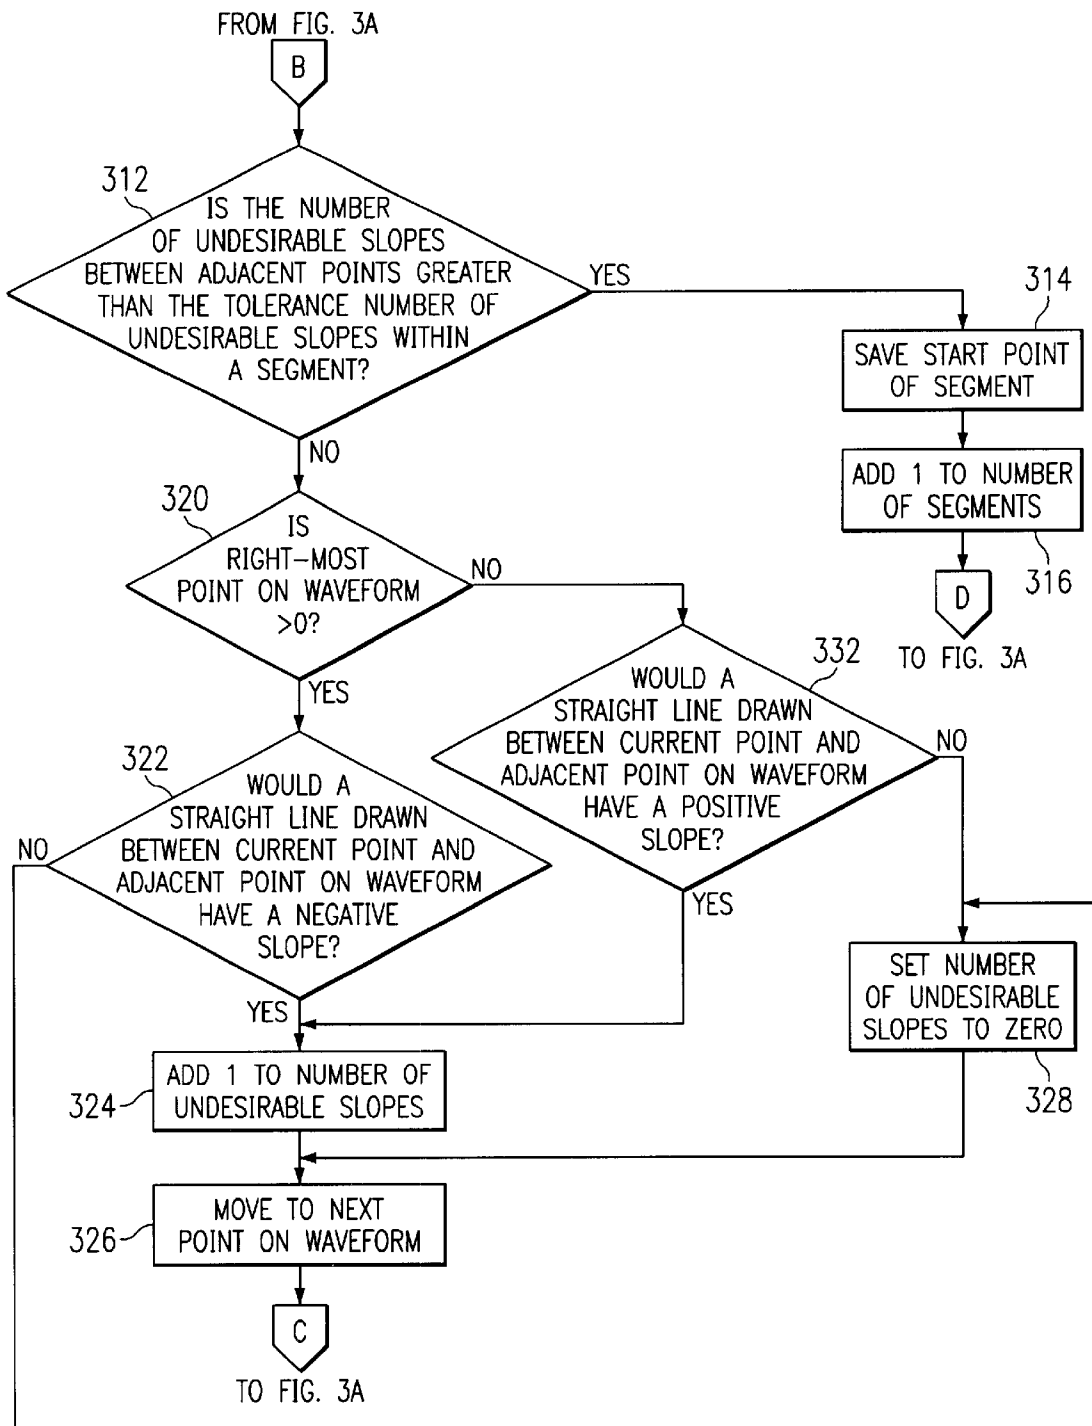 FROM FIG. 3A
B
312
IS THE NUMBER
OF UNDESIRABLE SLOPES
BETWEEN ADJACENT POINTS GREATER
THAN THE TOLERANCE NUMBER OF
UNDESIRABLE SLOPES WITHIN
A SEGMENT?
YES
314
SAVE START POINT
OF SEGMENT
NO
ADD 1 TO NUMBER
OF SEGMENTS
316
D
TO FIG. 3A
320
IS
RIGHT-MOST
POINT ON WAVEFORM
>0?
NO
YES
332
WOULD A
STRAIGHT LINE DRAWN
BETWEEN CURRENT POINT AND
ADJACENT POINT ON WAVEFORM
HAVE A POSITIVE
SLOPE?
NO
YES
322
WOULD A
STRAIGHT LINE DRAWN
BETWEEN CURRENT POINT AND
ADJACENT POINT ON WAVEFORM
HAVE A NEGATIVE
SLOPE?
NO
YES
SET NUMBER
OF UNDESIRABLE
SLOPES TO ZERO
328
ADD 1 TO NUMBER OF
UNDESIRABLE SLOPES
324
MOVE TO NEXT
POINT ON WAVEFORM
326
C
TO FIG. 3A